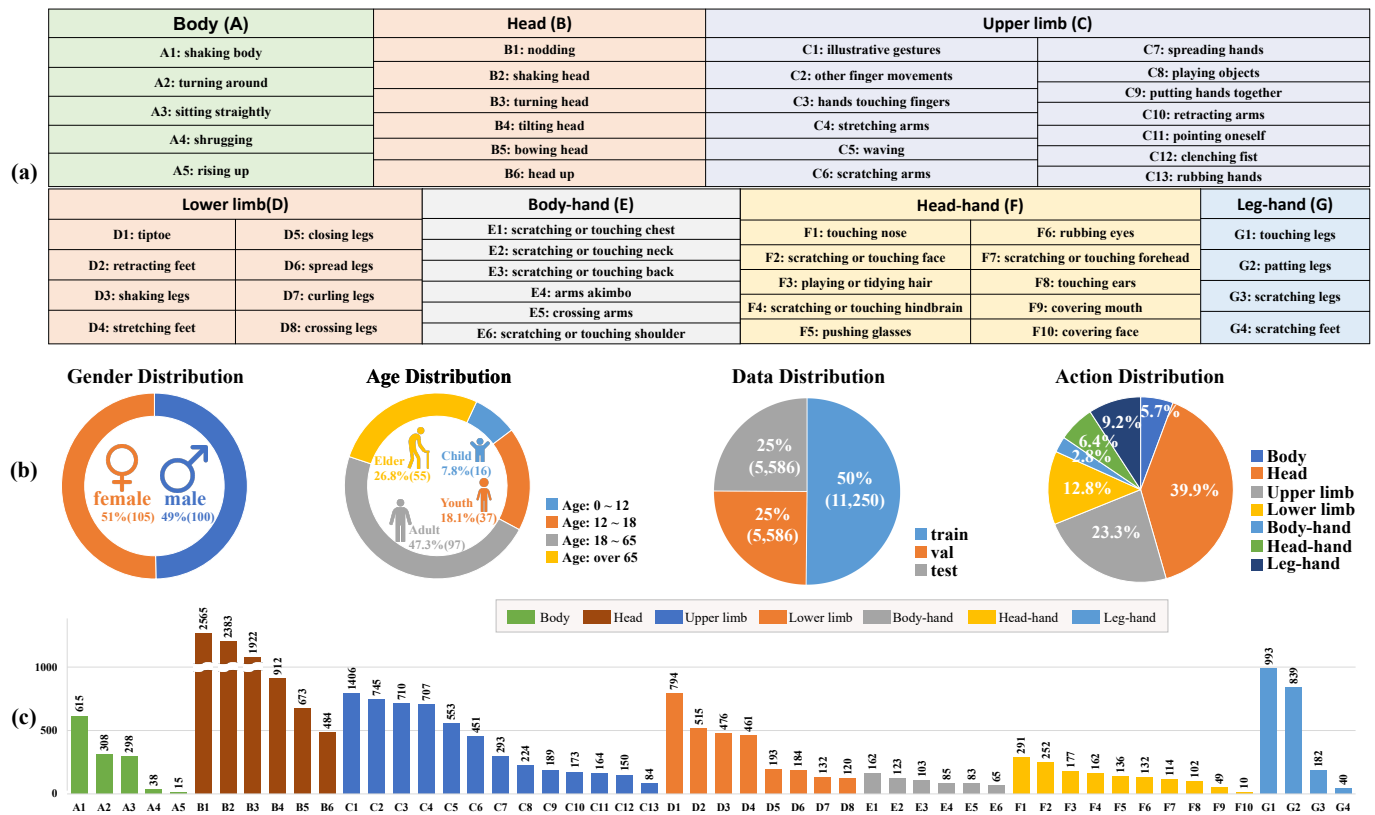 Body (A)
Head (B)
Upper limb (C)
A1: shaking body
A2: turning around
A3: sitting straightly
A4: shrugging
A5: rising up
B1: nodding
B2: shaking head
B3: turning head
B4: tilting head
B5: bowing head
B6: head up
C1: illustrative gestures
C2: other finger movements
C3: hands touching fingers
C4: stretching arms
C5: waving
C6: scratching arms
C7: spreading hands
C8: playing objects
C9: putting hands together
C10: retracting arms
C11: pointing oneself
C12: clenching fist
C13: rubbing hands
(a)
Lower limb(D)
Body-hand (E)
Head-hand (F)
Leg-hand (G)
D1: tiptoe
D2: retracting feet
D3: shaking legs
D4: stretching feet
D5: closing legs
D6: spread legs
D7: curling legs
D8: crossing legs
E1: scratching or touching chest
E2: scratching or touching neck
E3: scratching or touching back
E4: arms akimbo
E5: crossing arms
E6: scratching or touching shoulder
F1: touching nose
F2: scratching or touching face
F3: playing or tidying hair
F4: scratching or touching hindbrain
F5: pushing glasses
F6: rubbing eyes
F7: scratching or touching forehead
F8: touching ears
F9: covering mouth
F10: covering face
G1: touching legs
G2: patting legs
G3: scratching legs
G4: scratching feet
(b)
Gender Distribution
female
51%(105)
male
49%(100)
Age Distribution
Elder
26.8%(55)
Child
7.8%(16)
Youth
18.1%(37)
Adult
47.3%(97)
Age: 0 ~ 12
Age: 12 ~ 18
Age: 18 ~ 65
Age: over 65
Data Distribution
25%
(5,586)
50%
(11,250)
25%
(5,586)
train
val
test
Action Distribution
5.7%
39.9%
23.3%
12.8%
2.8%
6.4%
9.2%
Body
Head
Upper limb
Lower limb
Body-hand
Head-hand
Leg-hand
(c)
Body Head Upper limb Lower limb Body-hand Head-hand Leg-hand
1000
500
0
615 308 298 38 15 2565 2383 1922 912 673 484 1406 745 710 707 553 451 293 224 189 173 164 150 84 794 515 476 461 193 184 132 120 162 123 103 85 83 65 291 252 177 162 136 132 114 102 49 10 993 839 182 40
A1 A2 A3 A4 A5 B1 B2 B3 B4 B5 B6 C1 C2 C3 C4 C5 C6 C7 C8 C9 C10 C11 C12 C13 D1 D2 D3 D4 D5 D6 D7 D8 E1 E2 E3 E4 E5 E6 F1 F2 F3 F4 F5 F6 F7 F8 F9 F10 G1 G2 G3 G4